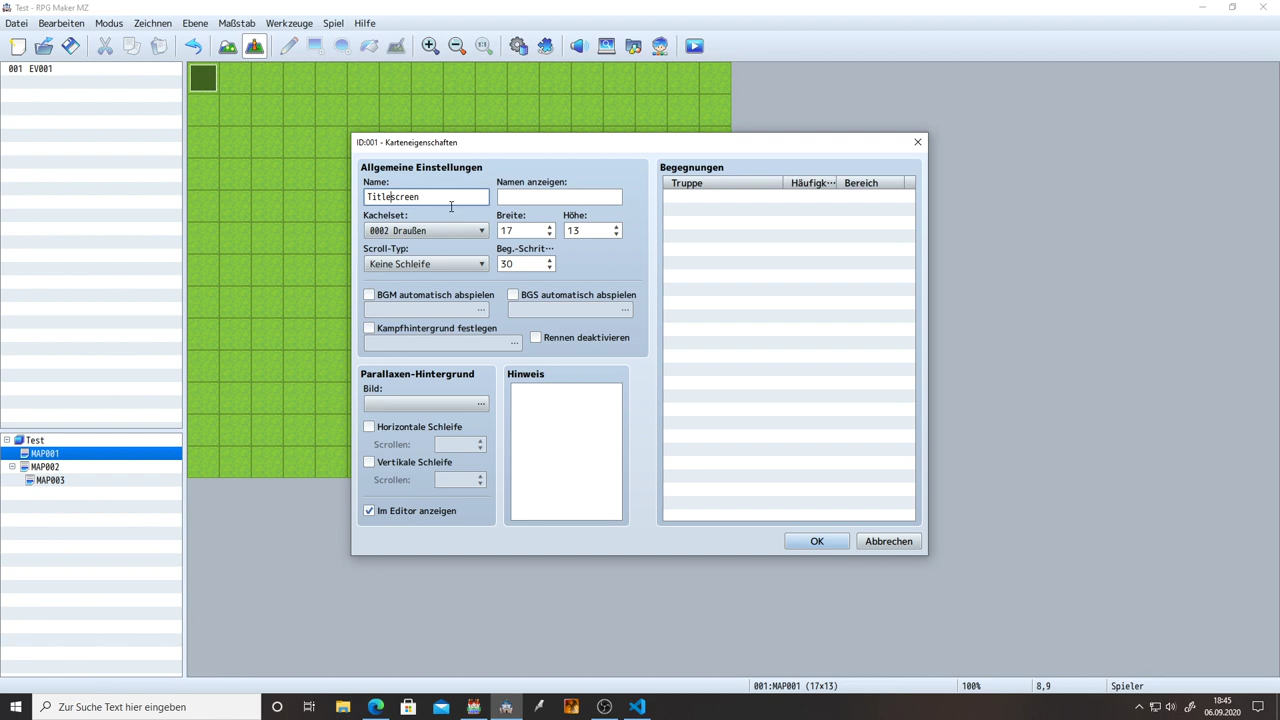 Test - RPG Maker MZ
Datei Bearbeiten Modus Zeichnen Ebene Maßstab Werkzeuge Spiel Hilfe
001 EV001
ID:001 - Karteneigenschaften
Allgemeine Einstellungen
Begegnungen
Name: Namen anzeigen:
Truppe Häufigk··· Bereich
Titlescreen
Kachelset: Breite: Höhe:
0002 Draußen 17 13
Scroll-Typ: Beg.-Schrit···
Keine Schleife 30
BGM automatisch abspielen BGS automatisch abspielen
Kampfhintergrund festlegen
Rennen deaktivieren
Parallaxen-Hintergrund Hinweis
Bild:
Horizontale Schleife
Scrollen:
Vertikale Schleife
Scrollen:
Im Editor anzeigen
OK Abbrechen
Test
MAP001
MAP002
MAP003
001:MAP001 (17×13) 100% 8,9 Spieler
Zur Suche Text hier eingeben
18:45
06.09.2020